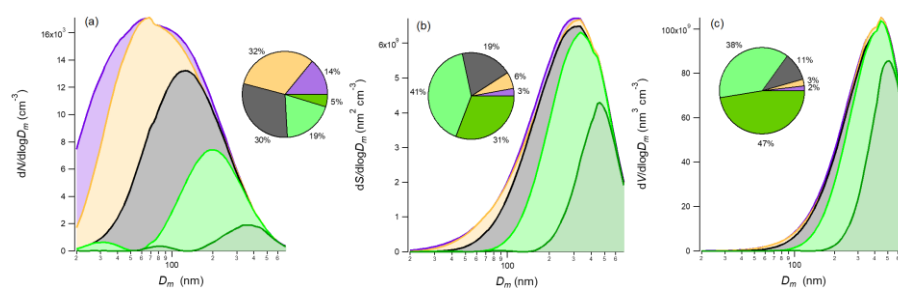 (a)
16x10³
14
12
10
8
6
4
2
0
dN/dlogDm (cm⁻³)
32%
14%
5%
19%
30%
2 3 4 5 6 7 8 9 100 2 3 4 5 6
Dm (nm)
(b)
6x10³
5
4
3
2
1
0
dS/dlogDm (nm² cm⁻³)
19%
6%
3%
31%
41%
2 3 4 5 6 7 8 9 100 2 3 4 5 6
Dm (nm)
(c)
100x10³
80
60
40
20
0
dV/dlogDm (nm³ cm⁻³)
38%
11%
3%
2%
47%
2 3 4 5 6 7 8 9 100 2 3 4 5 6
Dm (nm)